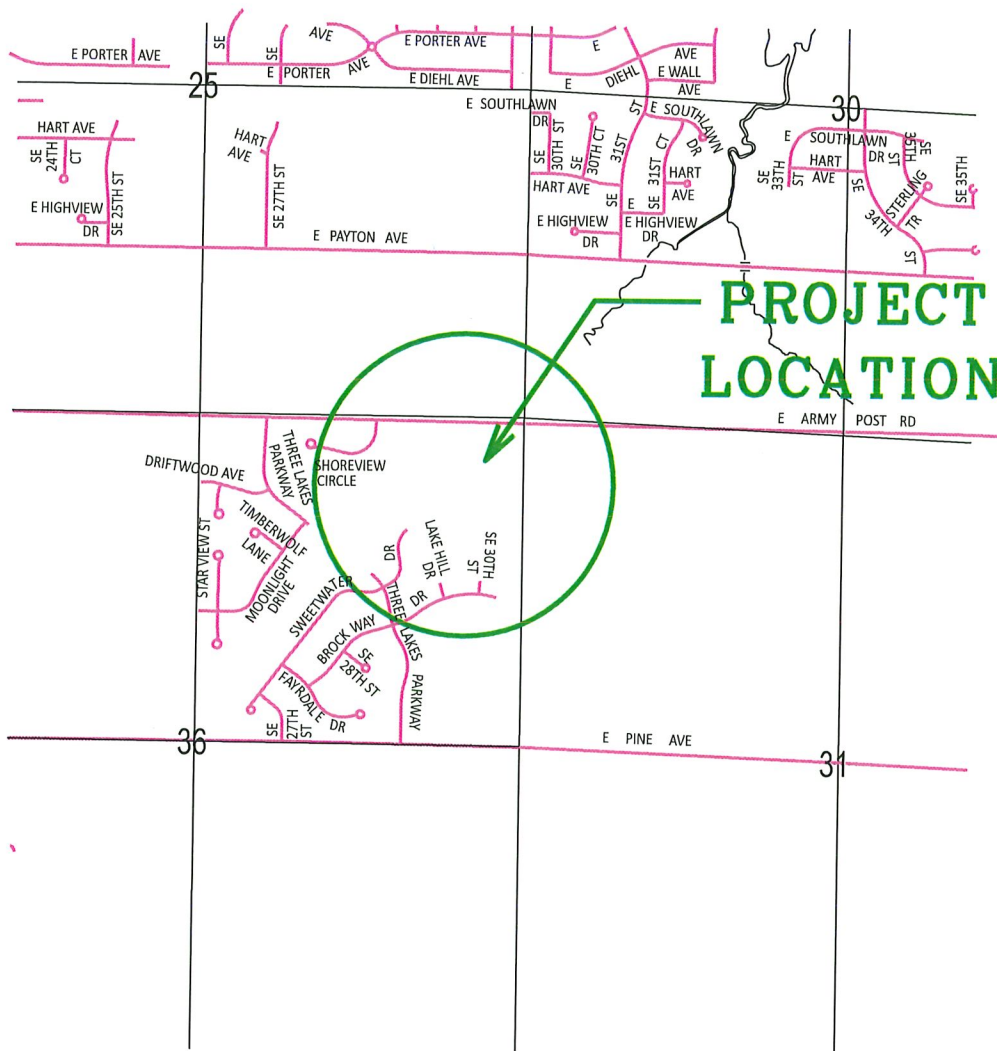 AVE
E PORTER AVE
E PORTER AVE
SE
SE
E PORTER AVE
E DIEHL AVE
E DIEHL AVE
E WALL
AVE
25
30
E SOUTHLAWN
DR
E SOUTHLAWN
DR
E SOUTHLAWN
DR
HART AVE
SE 24TH
CT
HART
AVE
SE 30TH ST
SE 30TH CT
SE 31ST ST
SE 31ST CT
HART
AVE
SE 33RD
ST
HART
AVE
SE 34TH ST
SE 35TH ST
SE 35TH
STERLING
TR
HART AVE
E HIGHVIEW
DR
SE 25TH ST
SE 27TH ST
E HIGHVIEW
DR
E HIGHVIEW
DR
E PAYTON AVE
PROJECT
LOCATION
E ARMY POST RD
THREE LAKES
PARKWAY
SHOREVIEW
CIRCLE
DRIFTWOOD AVE
TIMBERWOLF
LANE
STAR VIEW ST
MOONLIGHT
DRIVE
SWEETWATER DR
LAKE HILL
DR
SE 30TH
ST
THREE LAKES PARKWAY
BROCK WAY DR
SE
28TH ST
FAYRDALE DR
SE 27TH ST
36
E PINE AVE
31